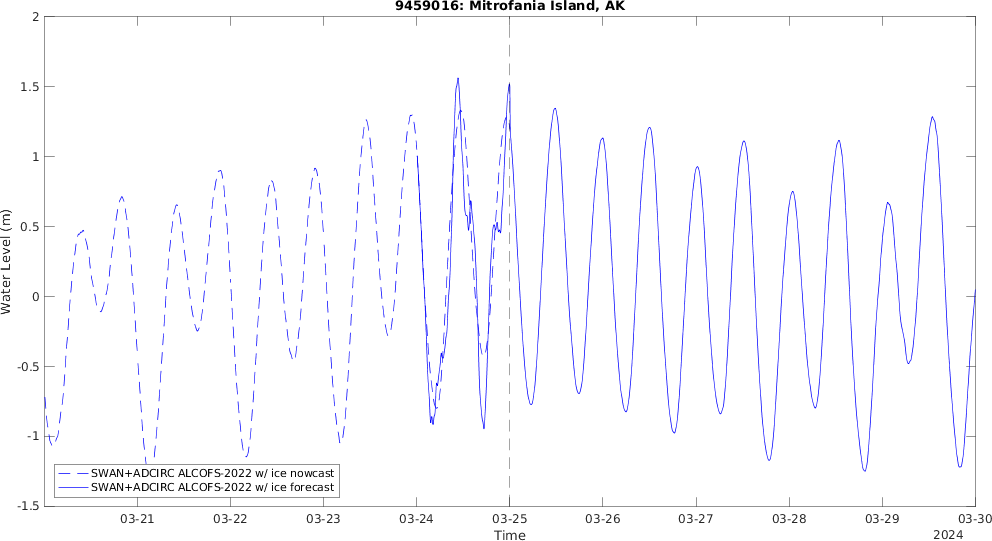 9459016: Mitrofania Island, AK
2
1.5
1
0.5
0
-0.5
-1
-1.5
Water Level (m)
SWAN+ADCIRC ALCOFS-2022 w/ ice nowcast
SWAN+ADCIRC ALCOFS-2022 w/ ice forecast
03-21 03-22 03-23 03-24 03-25 03-26 03-27 03-28 03-29 03-30
Time
2024